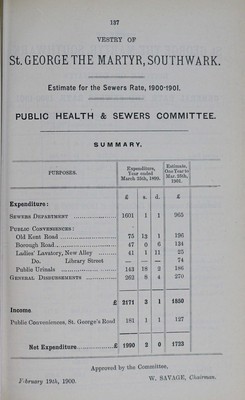 137
VESTRY OF
St. GEORGE THE MARTYR, SOUTHWARK.
Estimate for the Sewers Rate, 1900-1901.
PUBLIC HEALTH & SEWERS COMMITTEE.
SUMMARY.
PURPOSES. Expenditure, Year ended March 25th, 1899. Estimate, One Year to Mar. 25th, 1901.
£ s. d. £
Expenditure:
Sewers Department 1601 1 1 965
Public Conveniences:
Old Kent Road 75 12 1 196
Borough Road 47 0 6 134
Ladies' Lavatory, New Alley 41 1 11 25
Do. Library Street — — — 74
Public Urinals 143 18 2 186
General Disbursements 262 8 4 270
£ 2171 2 1 1850
Income
Public Conveniences, St. George's Road 181 1 1 127
Net Expenditure £ 1990 2 0 1723
Approved by the Committee,
February 19th, 1900. W. SAVAGE, Chairman.